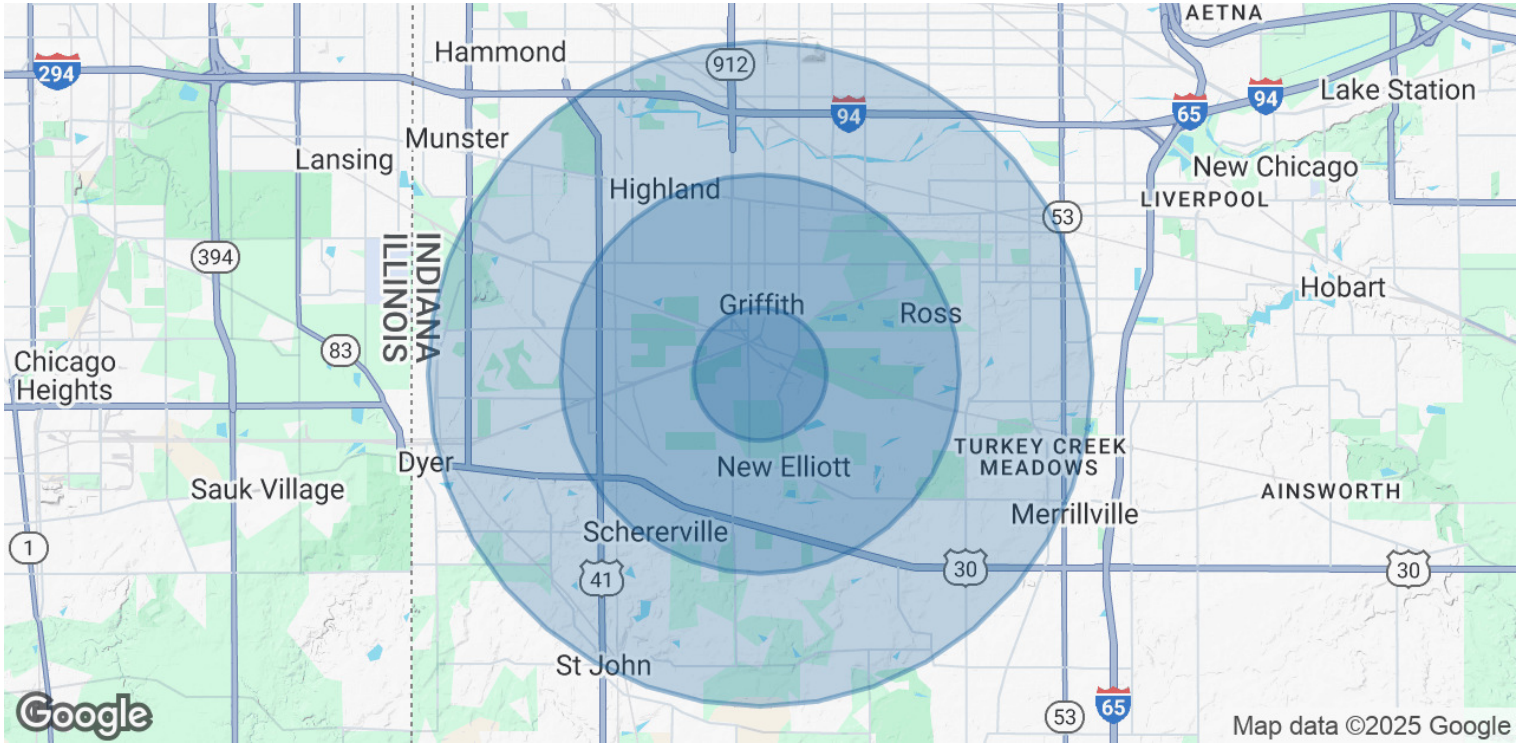 AETNA
Hammond
912
294
Lake Station
94
65
94
Munster
Lansing
New Chicago
Highland
LIVERPOOL
53
394
INDIANA
ILLINOIS
Hobart
Griffith
Ross
83
Chicago
Heights
TURKEY CREEK
MEADOWS
Dyer
New Elliott
Sauk Village
AINSWORTH
Merrillville
Schererville
1
30
30
41
St John
65
53
Google
Map data ©2025 Google